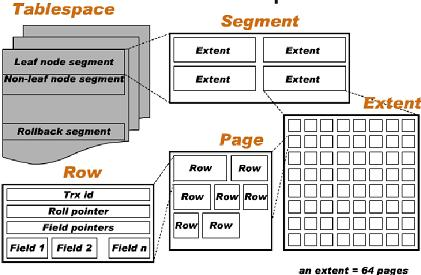 Tablespace
Segment
Leaf node segment
Non-leaf node segment
Rollback segment
Extent
Extent
Extent
Extent
Extent
Row
Trx id
Roll pointer
Field pointers
Field 1
Field 2
Field n
Page
Row
Row
Row
Row
Row
Row
Row
an extent = 64 pages